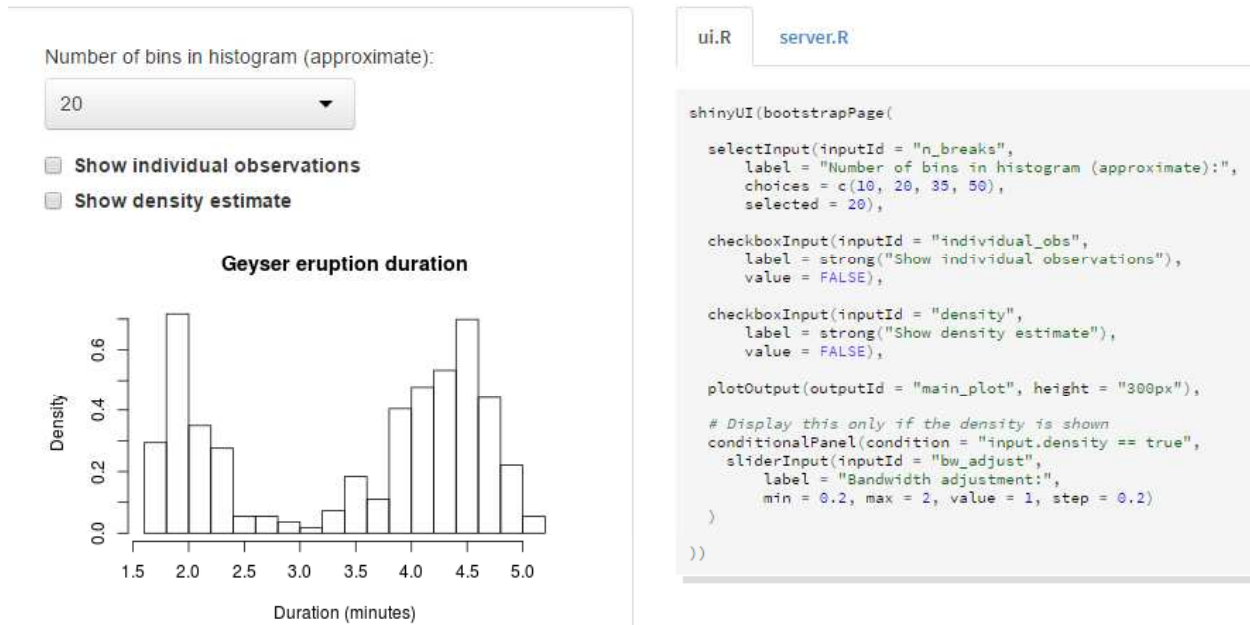 Number of bins in histogram (approximate):
20
Show individual observations
Show density estimate
Geyser eruption duration
Density
0.0
0.2
0.4
0.6
1.5 2.0 2.5 3.0 3.5 4.0 4.5 5.0
Duration (minutes)
ui.R server.R
shinyUI(bootstrapPage(
selectInput(inputId = "n_breaks",
label = "Number of bins in histogram (approximate):",
choices = c(10, 20, 35, 50),
selected = 20),
checkboxInput(inputId = "individual_obs",
label = strong("Show individual observations"),
value = FALSE),
checkboxInput(inputId = "density",
label = strong("Show density estimate"),
value = FALSE),
plotOutput(outputId = "main_plot", height = "300px"),
# Display this only if the density is shown
conditionalPanel(condition = "input.density == true",
sliderInput(inputId = "bw_adjust",
label = "Bandwidth adjustment:",
min = 0.2, max = 2, value = 1, step = 0.2)
)
))